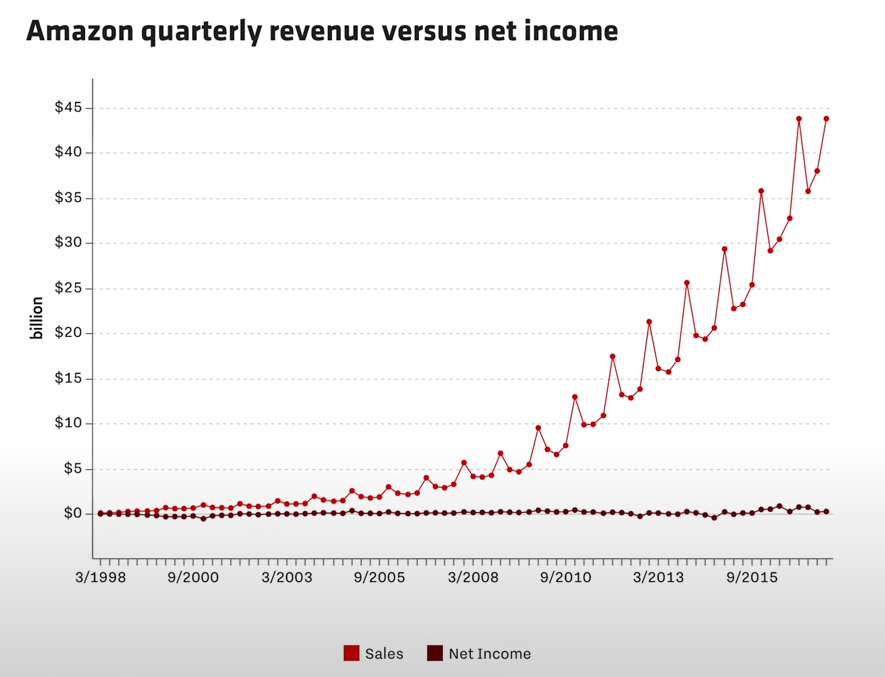 Amazon quarterly revenue versus net income
$45
$40
$35
$30
$25
$20
$15
$10
$5
$0
billion
3/1998 9/2000 3/2003 9/2005 3/2008 9/2010 3/2013 9/2015
Sales Net Income